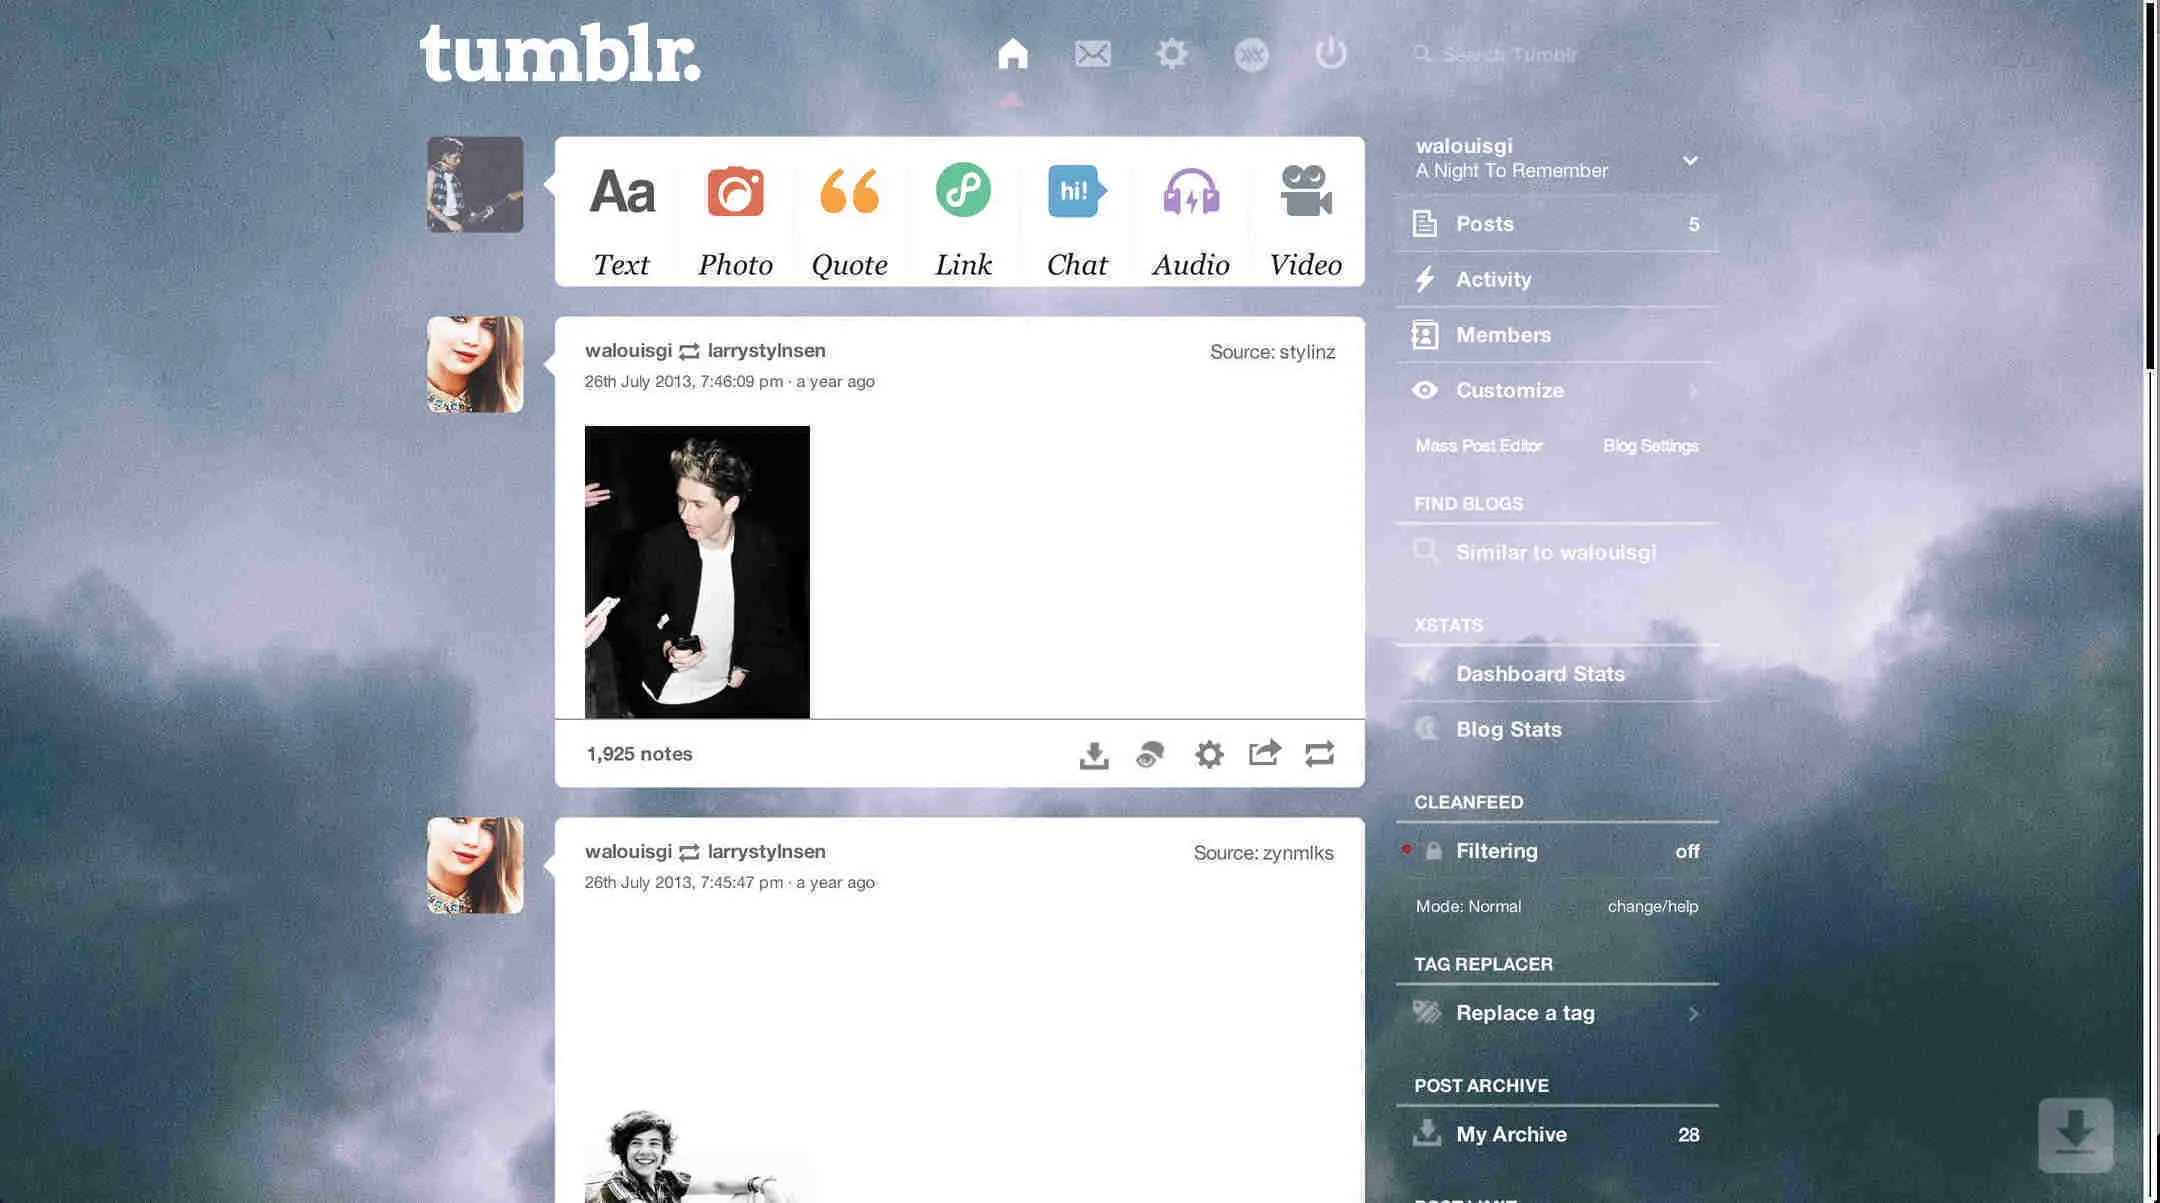 tumblr.
Search Tumblr
Aa
hi!
Text Photo Quote Link Chat Audio Video
walouisgi
A Night To Remember
Posts 5
Activity
Members
Customize
Mass Post Editor Blog Settings
FIND BLOGS
Similar to walouisgi
XSTATS
Dashboard Stats
Blog Stats
CLEANFEED
Filtering off
Mode: Normal change/help
TAG REPLACER
Replace a tag
POST ARCHIVE
My Archive 28
walouisgi larrystylnsen Source: stylinz
26th July 2013, 7:46:09 pm · a year ago
1,925 notes
walouisgi larrystylnsen Source: zynmlks
26th July 2013, 7:45:47 pm · a year ago